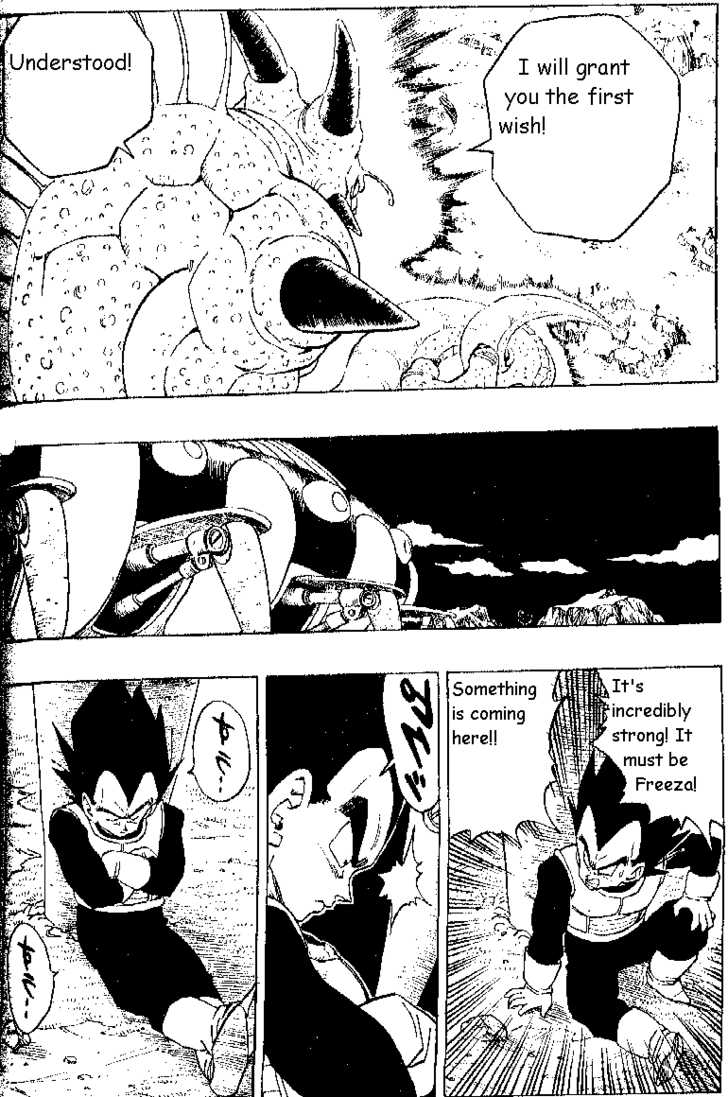 Understood!
I will grant
you the first
wish!
Something
is coming
here!!
It's
incredibly
strong! It
must be
Freeza!